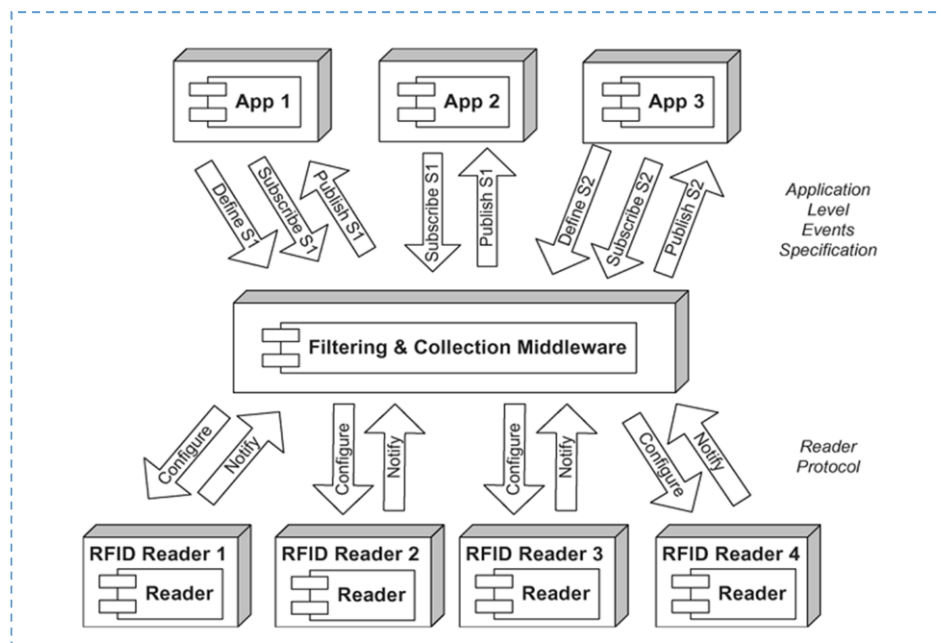 App 1
App 2
App 3
Define S1
Subscribe S1
Publish S1
Subscribe S1
Publish S1
Define S2
Subscribe S2
Publish S2
Application
Level
Events
Specification
Filtering & Collection Middleware
Configure
Notify
Configure
Notify
Configure
Notify
Configure
Notify
Reader
Protocol
RFID Reader 1
Reader
RFID Reader 2
Reader
RFID Reader 3
Reader
RFID Reader 4
Reader